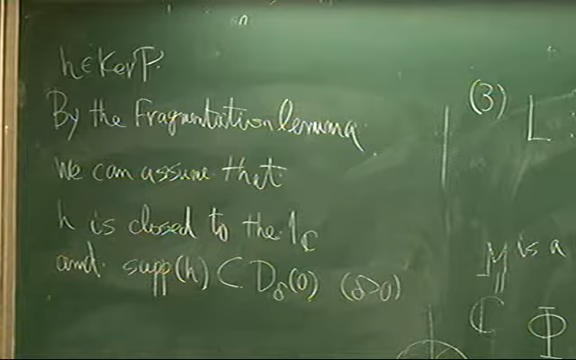 h ∈ Ker P.
By the Fragmentation lemma
we can assume that
h is closed to the 1_C
and supp(h) ⊂ D_δ(0) (δ>0)
(3) L :
M is a
C Φ